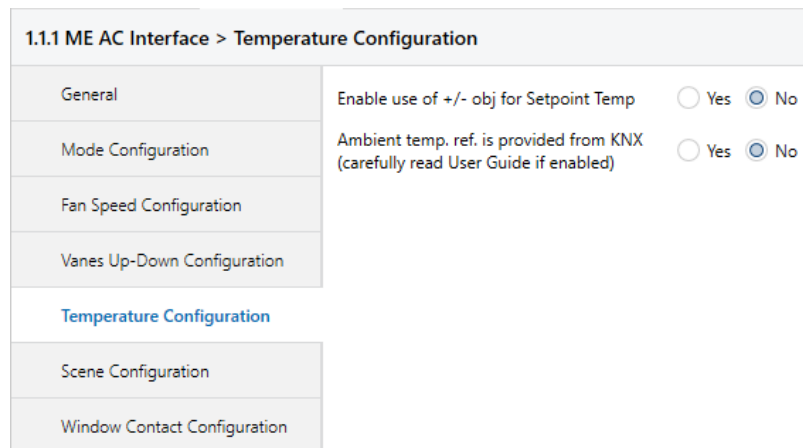 1.1.1 ME AC Interface > Temperature Configuration
General
Mode Configuration
Fan Speed Configuration
Vanes Up-Down Configuration
Temperature Configuration
Scene Configuration
Window Contact Configuration
Enable use of +/- obj for Setpoint Temp Yes No
Ambient temp. ref. is provided from KNX
(carefully read User Guide if enabled) Yes No